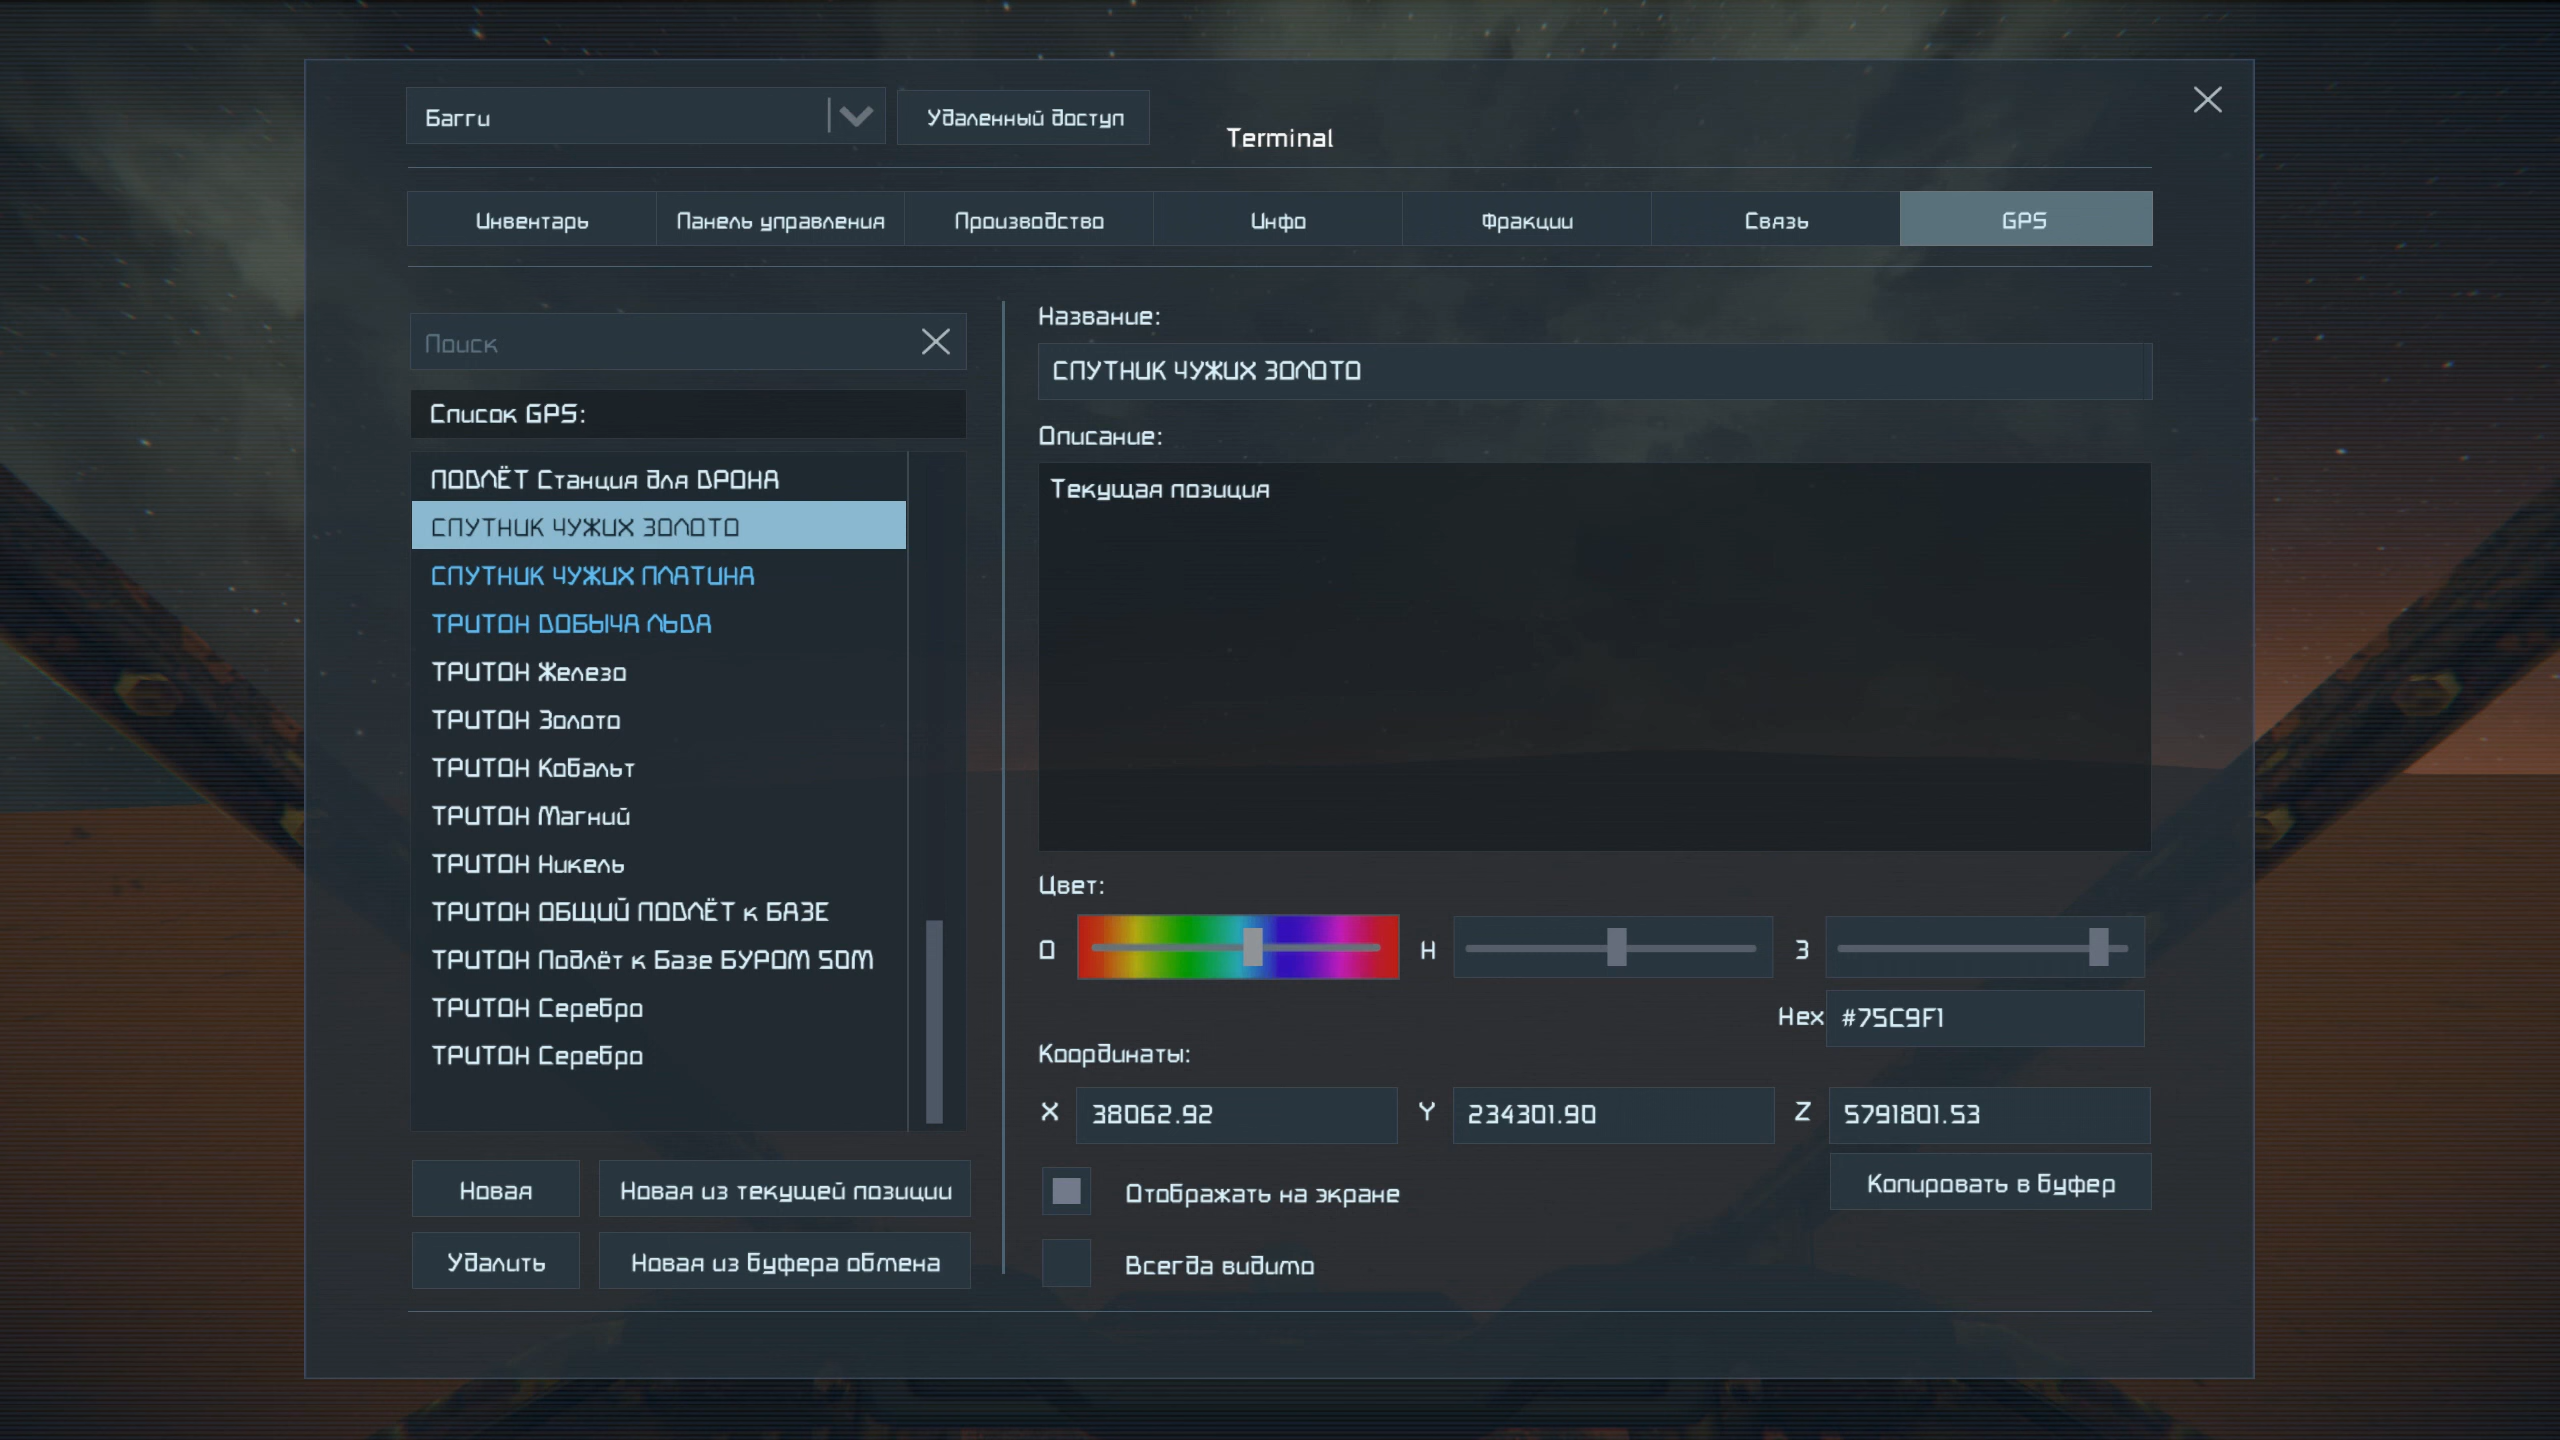 Багги
Удаленный доступ
Terminal
Инвентарь
Панель управления
Производство
Инфо
Фракции
Связь
GPS
Поиск
Список GPS:
ПОДЛЁТ Станция для ДРОНА
СПУТНИК ЧУЖИХ ЗОЛОТО
СПУТНИК ЧУЖИХ ПЛАТИНА
ТРИТОН ДОБЫЧА ЛЬДА
ТРИТОН Железо
ТРИТОН Золото
ТРИТОН Кобальт
ТРИТОН Магний
ТРИТОН Никель
ТРИТОН ОБЩИЙ ПОДЛЁТ к БАЗЕ
ТРИТОН Подлёт к Базе БУРОМ 50М
ТРИТОН Серебро
ТРИТОН Серебро
Новая
Новая из текущей позиции
Удалить
Новая из буфера обмена
Название:
СПУТНИК ЧУЖИХ ЗОЛОТО
Описание:
Текущая позиция
Цвет:
О
Н
З
Hex #75C9F1
Координаты:
X 38062.92 Y 234301.90 Z 5791801.53
Отображать на экране
Копировать в буфер
Всегда видимо